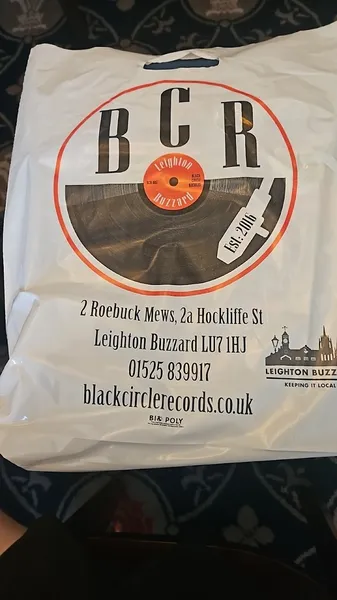 BCR
Leighton
Buzzard
Est. 2016
2 Roebuck Mews, 2a Hockliffe St
Leighton Buzzard LU7 1HJ
01525 839917
blackcirclerecords.co.uk
LEIGHTON BUZZ
KEEPING IT LOCAL
BIO POLY